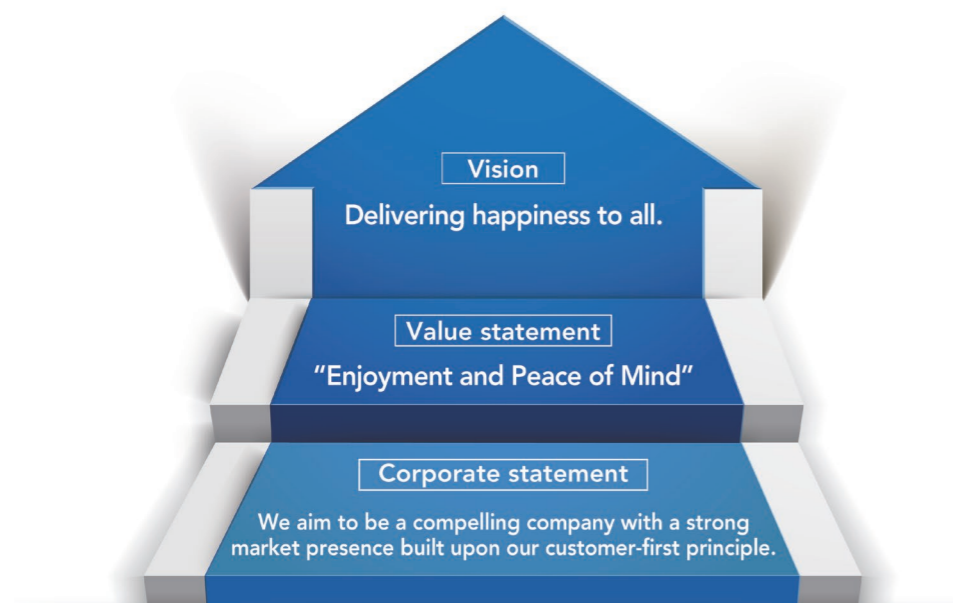 Vision
Delivering happiness to all.
Value statement
“Enjoyment and Peace of Mind”
Corporate statement
We aim to be a compelling company with a strong
market presence built upon our customer-first principle.